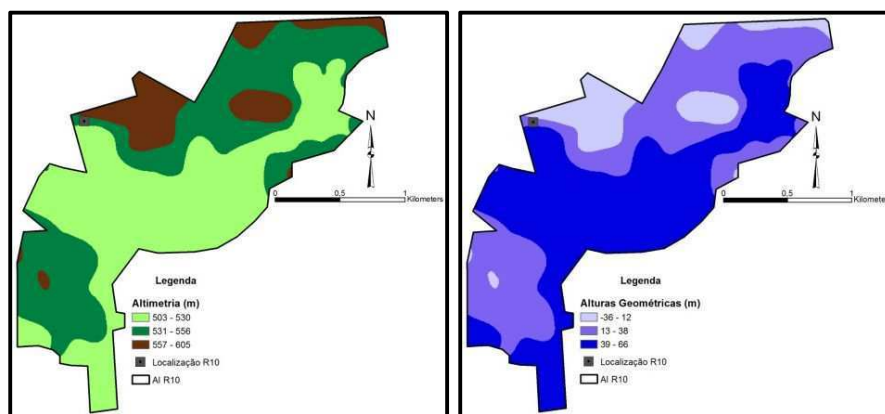 N
0 0.5 1
Kilometers
Legenda
Altimetria (m)
503 - 530
531 - 556
557 - 605
Localização R10
AI R10
N
0 0.5 1
Kilometers
Legenda
Alturas Geométricas (m)
-36 - 12
13 - 38
39 - 66
Localização R10
AI R10